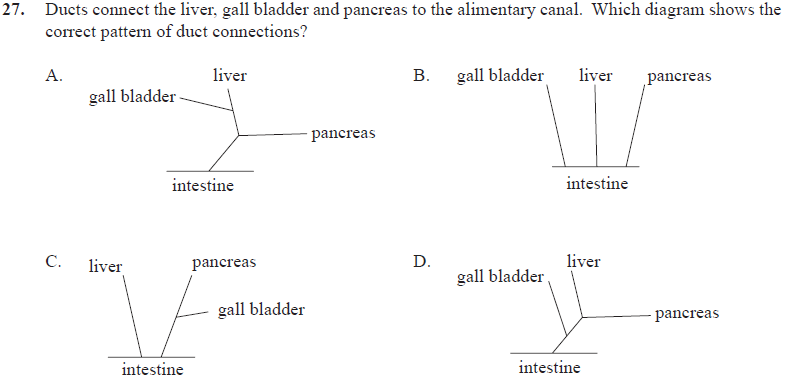 27. Ducts connect the liver, gall bladder and pancreas to the alimentary canal. Which diagram shows the
correct pattern of duct connections?
A.
liver
gall bladder
pancreas
intestine
B.
gall bladder
liver
pancreas
intestine
C.
liver
pancreas
gall bladder
intestine
D.
liver
gall bladder
pancreas
intestine